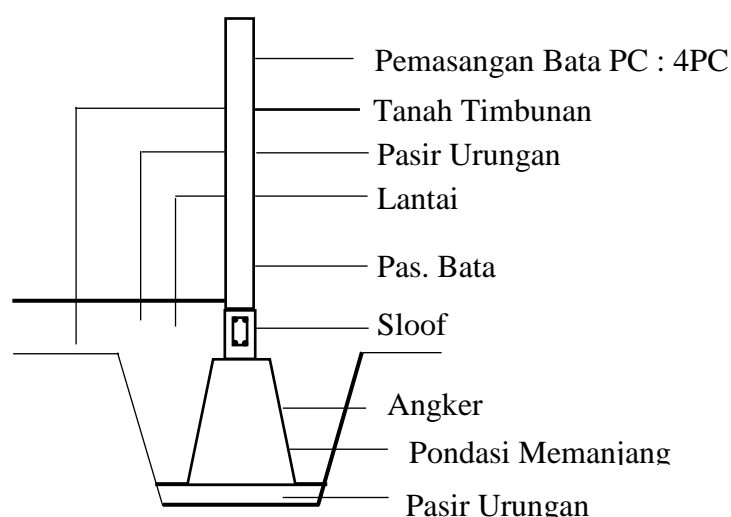 Pemasangan Bata PC : 4PC
Tanah Timbunan
Pasir Urungan
Lantai
Pas. Bata
Sloof
Angker
Pondasi Memanjang
Pasir Urungan